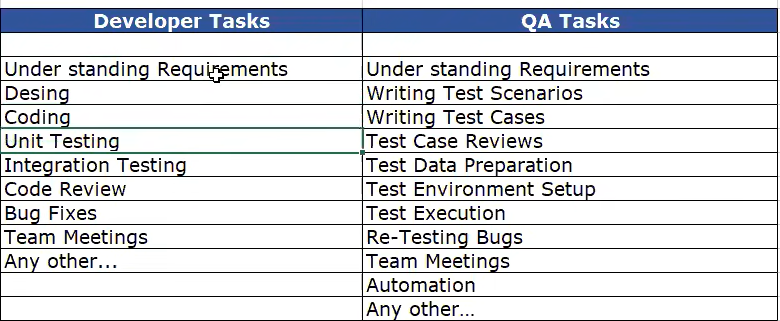 Developer Tasks QA Tasks
Under standing Requirements Under standing Requirements
Desing Writing Test Scenarios
Coding Writing Test Cases
Unit Testing Test Case Reviews
Integration Testing Test Data Preparation
Code Review Test Environment Setup
Bug Fixes Test Execution
Team Meetings Re-Testing Bugs
Any other... Team Meetings
Automation
Any other...